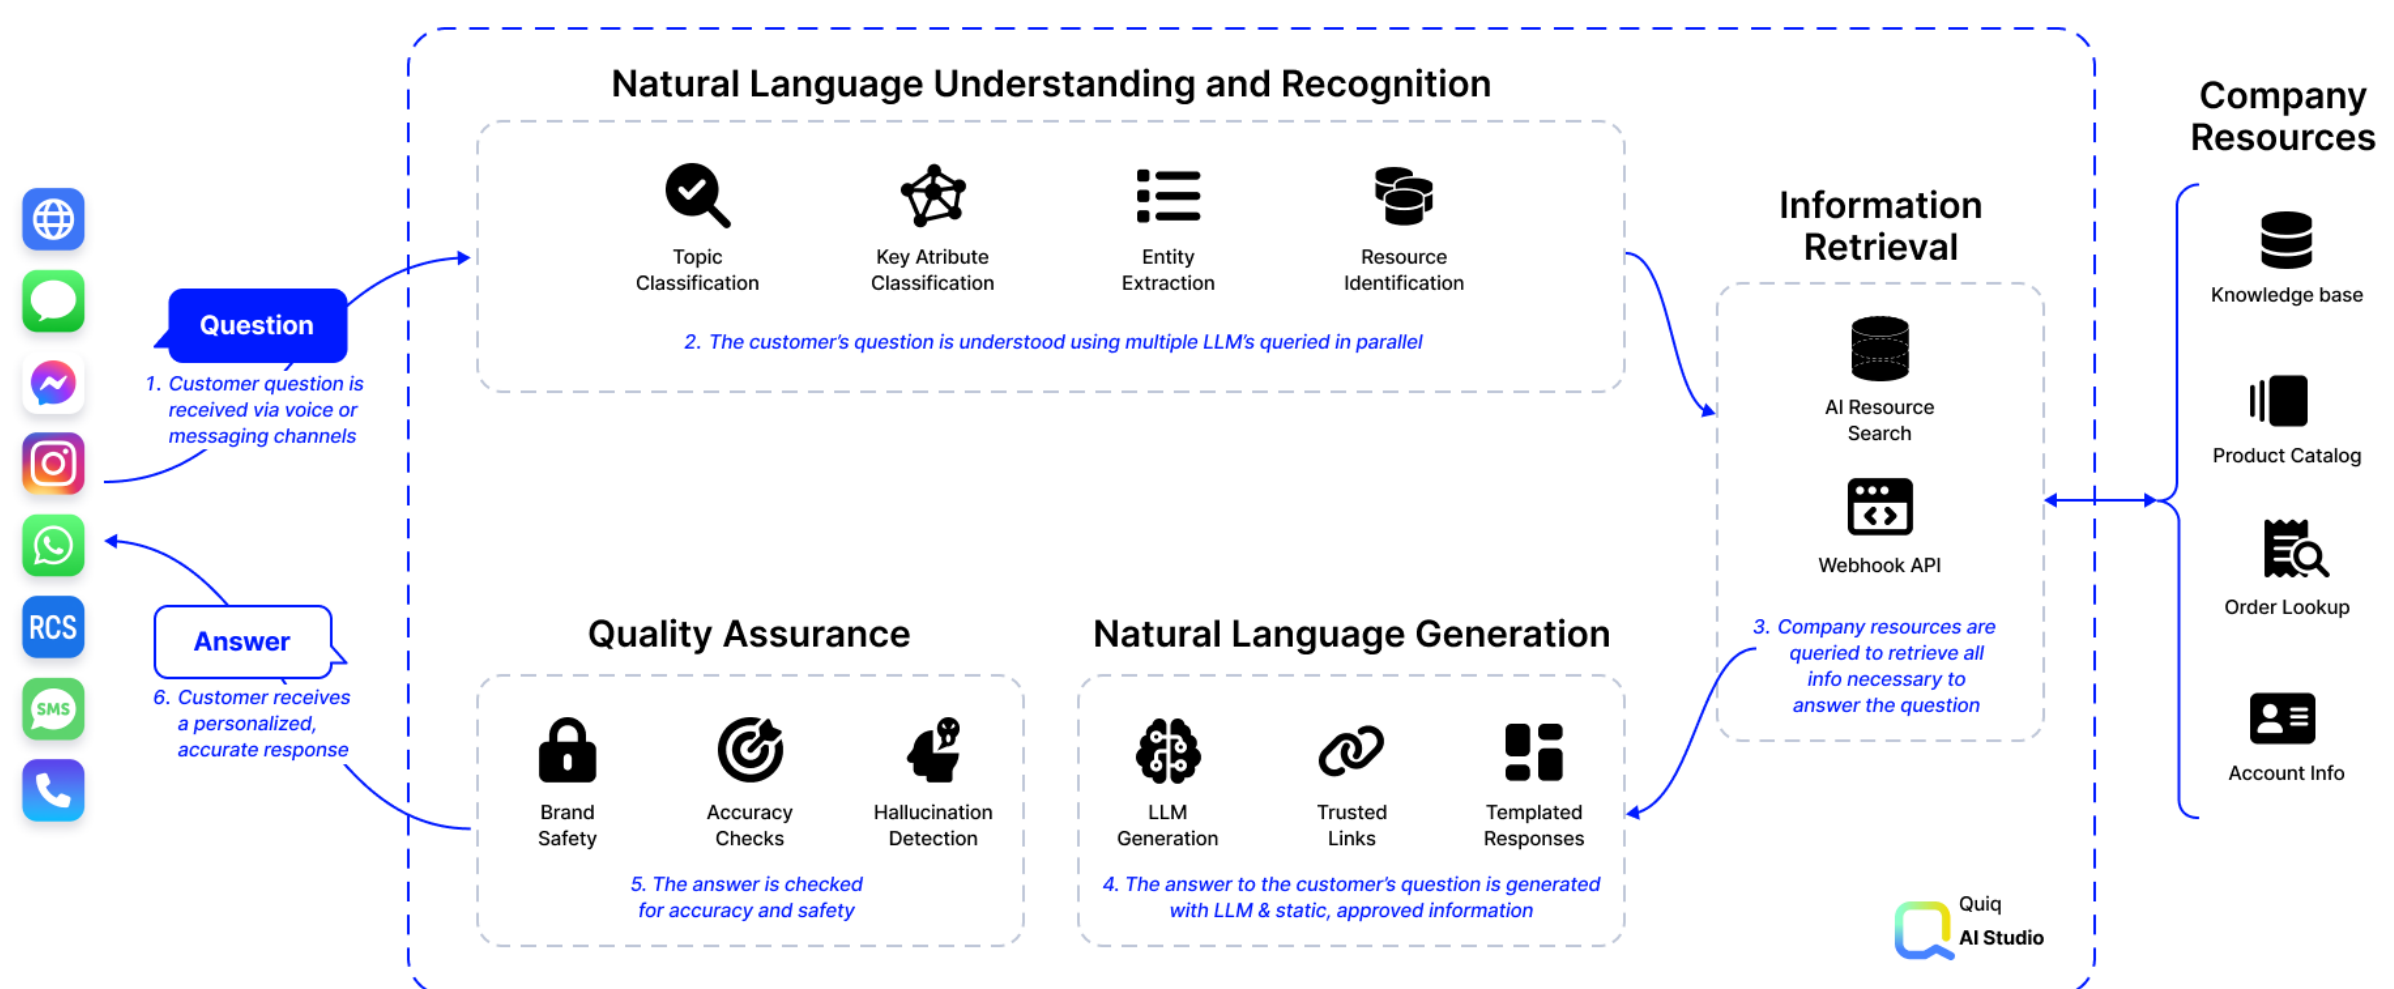 Natural Language Understanding and Recognition
Topic
Classification
Key Atribute
Classification
Entity
Extraction
Resource
Identification
2. The customer's question is understood using multiple LLM's queried in parallel
Question
1. Customer question is
received via voice or
messaging channels
Information
Retrieval
AI Resource
Search
Webhook API
3. Company resources are
queried to retrieve all
info necessary to
answer the question
Company
Resources
Knowledge base
Product Catalog
Order Lookup
Account Info
Natural Language Generation
LLM
Generation
Trusted
Links
Templated
Responses
4. The answer to the customer's question is generated
with LLM & static, approved information
Quality Assurance
Brand
Safety
Accuracy
Checks
Hallucination
Detection
5. The answer is checked
for accuracy and safety
Answer
6. Customer receives
a personalized,
accurate response
RCS
SMS
Quiq
AI Studio